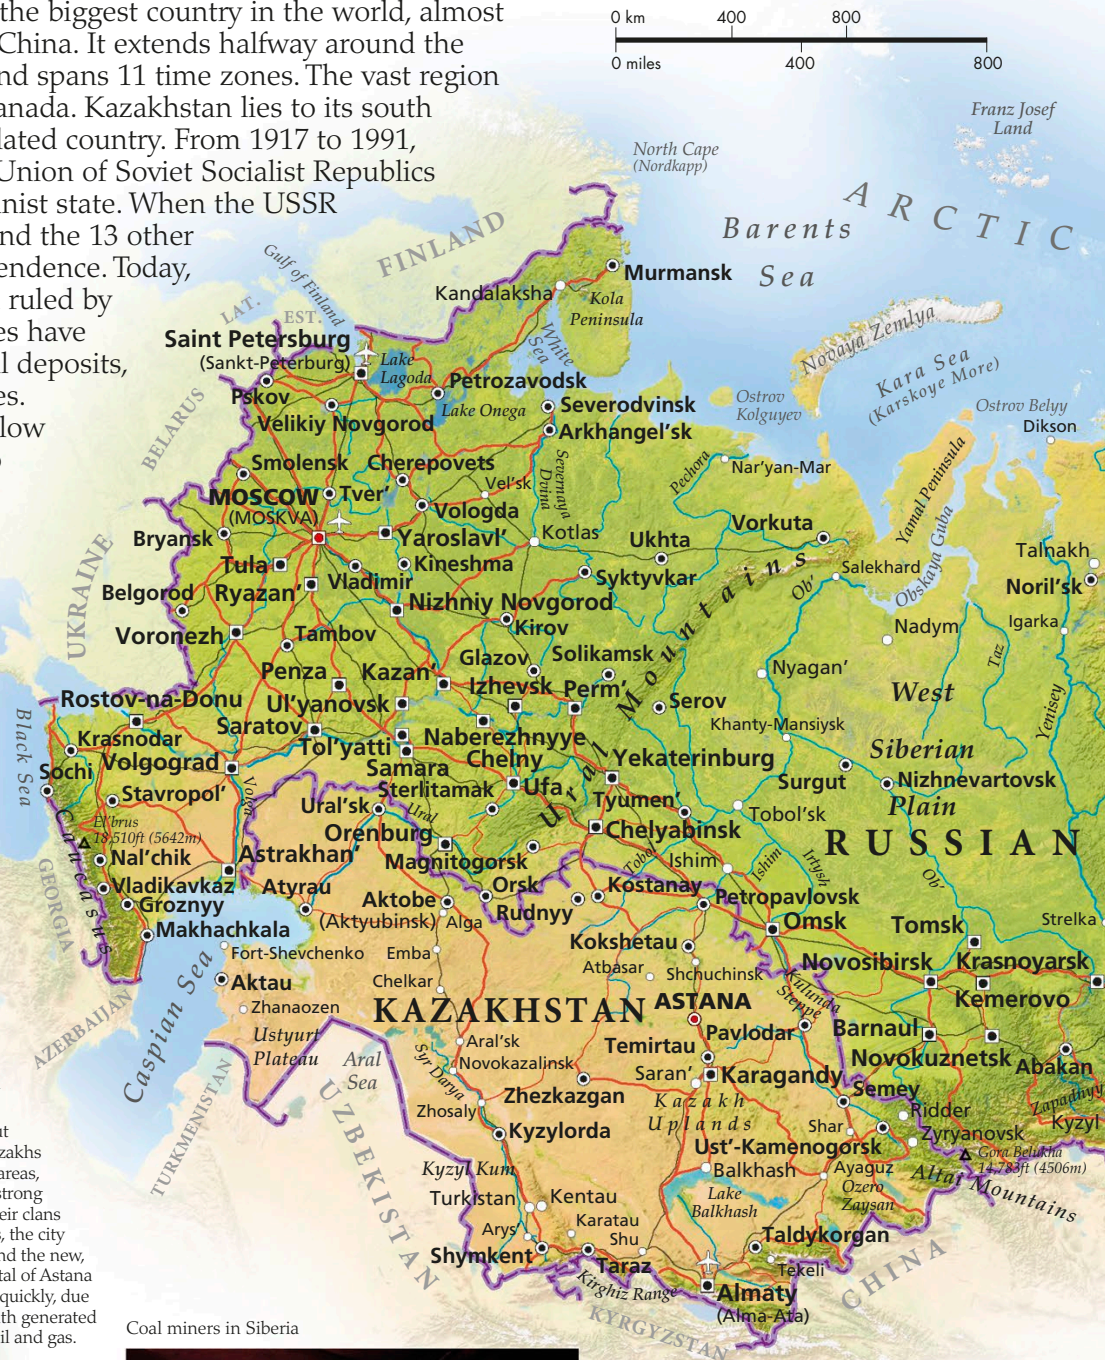 the biggest country in the world, almost
China. It extends halfway around the
nd spans 11 time zones. The vast region
anada. Kazakhstan lies to its south
lated country. From 1917 to 1991,
Union of Soviet Socialist Republics
nist state. When the USSR
nd the 13 other
endence. Today,
ruled by
es have
l deposits,
es.
low
0 km 400 800
0 miles 400 800
Franz Josef
Land
North Cape
(Nordkapp)
ARCTIC
Barents
Sea
FINLAND
Gulf of Finland
LAT.
EST.
Murmansk
Kandalaksha
Kola
Peninsula
White
Sea
Novaya Zemlya
Kara Sea
(Karskoye More)
Saint Petersburg
(Sankt-Peterburg)
Lake
Lagoda
Pskov
Petrozavodsk
Lake Onega
Velikiy Novgorod
Severodvinsk
Arkhangel'sk
Ostrov
Kolguyev
Ostrov Belyy
Dikson
BELARUS
Smolensk
Cherepovets
Vel'sk
Severnaya
Dvina
Pechora
Nar'yan-Mar
Yamal Peninsula
MOSCOW
(MOSKVA)
Tver'
Vologda
Bryansk
Yaroslavl'
Kotlas
Ukhta
Vorkuta
Obskaya Guba
Talnakh
Tula
Kineshma
Vladimir
Syktyvkar
Salekhard
Ob'
Noril'sk
UKRAINE
Belgorod
Ryazan'
Nizhniy Novgorod
Igarka
Voronezh
Tambov
Kirov
Nadym
Taz
Penza
Kazan'
Glazov
Solikamsk
Nyagan'
Ural Mountains
Rostov-na-Donu
Ul'yanovsk
Izhevsk
Perm'
Serov
West
Siberian
Plain
Yenisey
Black Sea
Krasnodar
Saratov
Tol'yatti
Naberezhnyye
Chelny
Khanty-Mansiysk
Yekaterinburg
Sochi
Volgograd
Samara
Surgut
Nizhnevartovsk
Stavropol'
Volga
Sterlitamak
Ufa
Tyumen'
Tobol'sk
El'brus
18,510ft (5642m)
Ural'sk
Ural
Orenburg
Chelyabinsk
RUSSIAN
Nal'chik
Astrakhan'
Magnitogorsk
Tobol
Ishim
Ishim
Irtysh
Ob'
Caucasus
GEORGIA
Vladikavkaz
Groznyy
Atyrau
Aktobe
(Aktyubinsk)
Alga
Orsk
Rudnyy
Kostanay
Petropavlovsk
Omsk
Tomsk
Strelka
Makhachkala
Fort-Shevchenko
Emba
Kokshetau
Atbasar
Shchuchinsk
Novosibirsk
Krasnoyarsk
Aktau
Chelkar
Kulunda
Steppe
Kemerovo
AZERBAIJAN
Caspian Sea
Zhanaozen
KAZAKHSTAN
ASTANA
Pavlodar
Barnaul
Ustyurt
Plateau
Aral
Sea
Aral'sk
Temirtau
Novokuznetsk
Abakan
Syr Darya
Novokazalinsk
Saran'
Karagandy
Semey
Zapadnyy
TURKMENISTAN
Zhezkazgan
Kazakh
Uplands
Ridder
Kyzyl
Zhosaly
UZBEKISTAN
Kyzylorda
Shar
Zyryanovsk
Ust'-Kamenogorsk
Gora Belukha
14,783ft (4506m)
Kyzyl Kum
Balkhash
Ayaguz
Ozero
Zaysan
Altai Mountains
Turkistan
Kentau
Lake
Balkhash
Karatau
Arys'
Shu
Taldykorgan
Shymkent
Taraz
Tekeli
CHINA
Kirghiz Range
Almaty
(Alma-Ata)
KYRGYZSTAN
ut
zakhs
areas,
strong
eir clans
s, the city
nd the new,
tal of Astana
quickly, due
th generated
il and gas.
Coal miners in Siberia